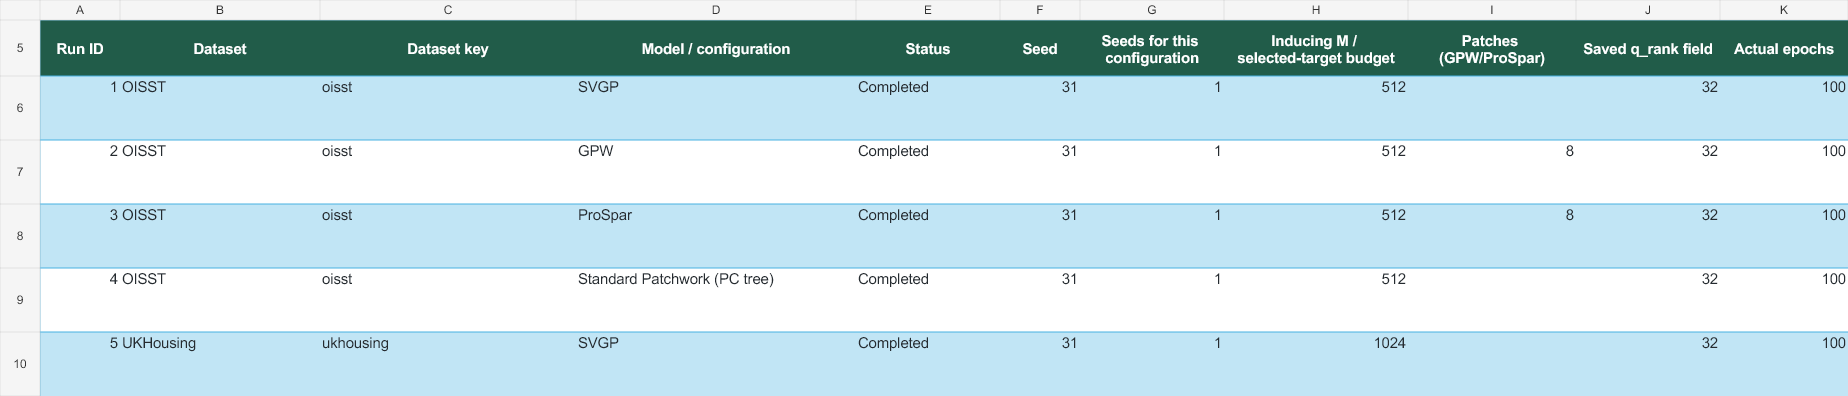 A B C D E F G H I J K
5 Run ID Dataset Dataset key Model / configuration Status Seed Seeds for this configuration Inducing M / selected-target budget Patches (GPW/ProSpar) Saved q_rank field Actual epochs
6 1 OISST oisst SVGP Completed 31 1 512 32 100
7 2 OISST oisst GPW Completed 31 1 512 8 32 100
8 3 OISST oisst ProSpar Completed 31 1 512 8 32 100
9 4 OISST oisst Standard Patchwork (PC tree) Completed 31 1 512 32 100
10 5 UKHousing ukhousing SVGP Completed 31 1 1024 32 100